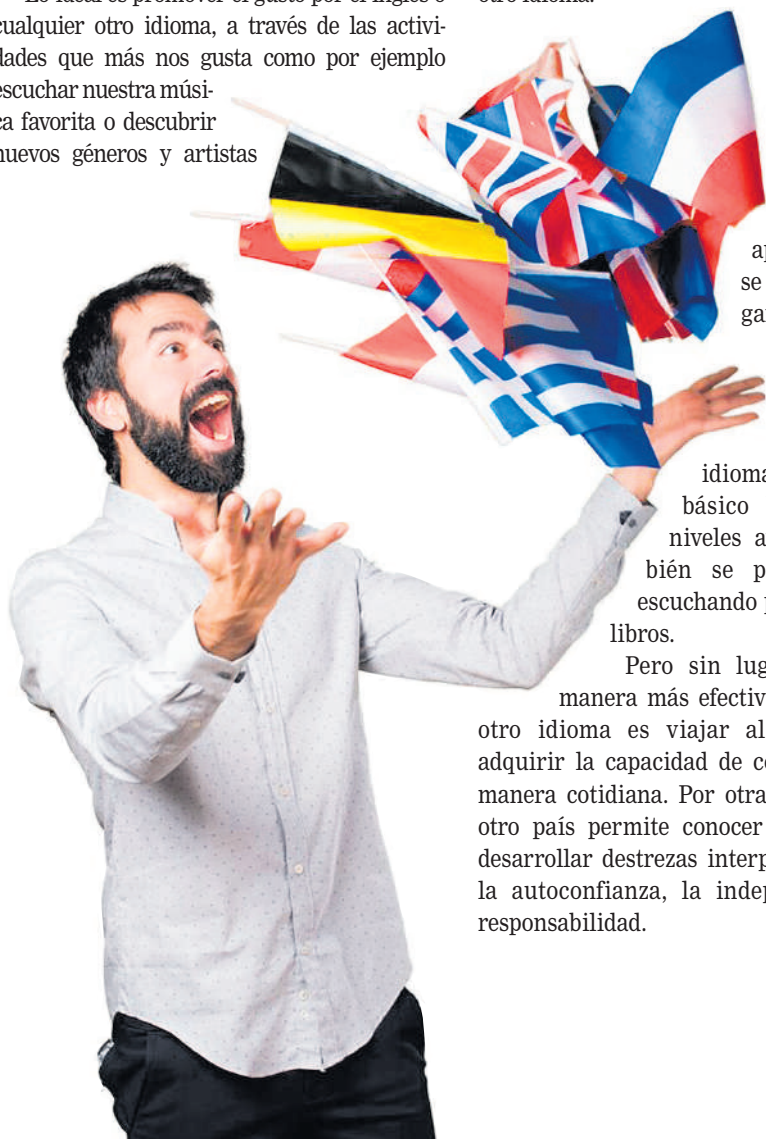 cualquier otro idioma, a través de las activi-
dades que más nos gusta como por ejemplo
escuchar nuestra músi-
ca favorita o descubrir
nuevos géneros y artistas
otro idioma.
se
idioma
básico
niveles a
bién se p
escuchando p
libros.
Pero sin lug
manera más efectiv
otro idioma es viajar al
adquirir la capacidad de c
manera cotidiana. Por otra
otro país permite conocer
desarrollar destrezas interp
la autoconfianza, la indep
responsabilidad.